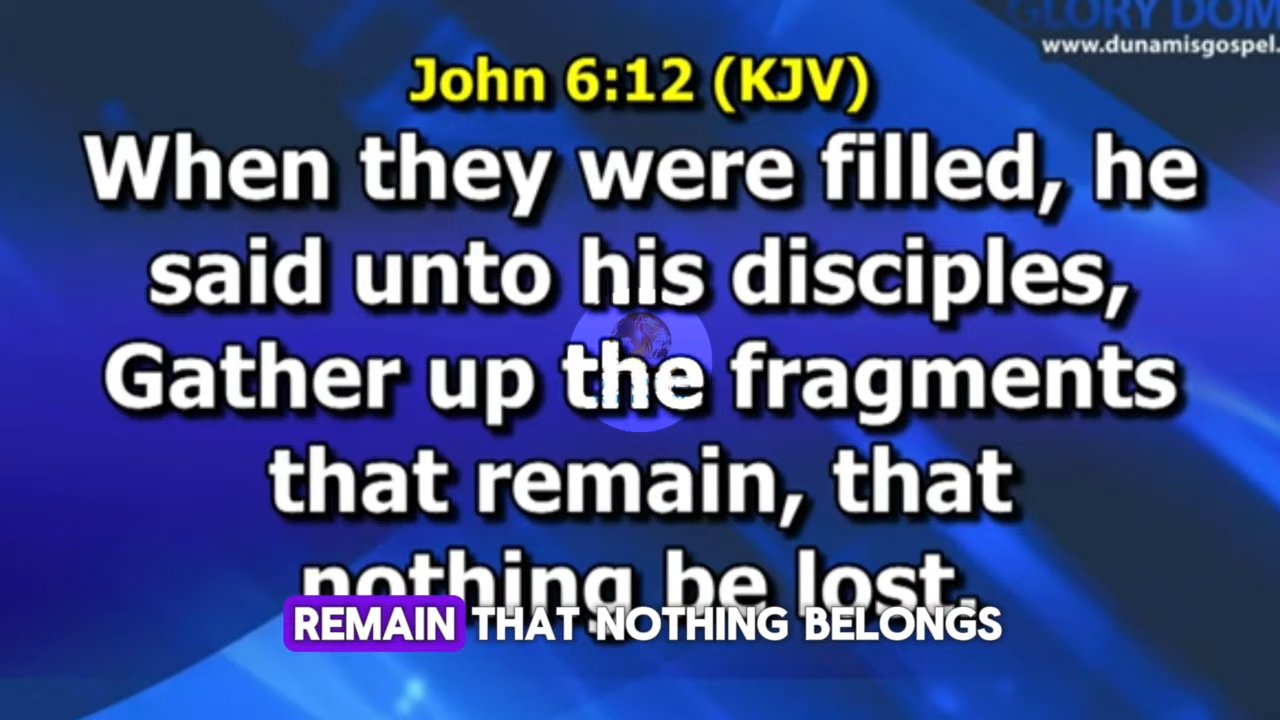 GLORY DOM
www.dunamisgospel.
John 6:12 (KJV)
When they were filled, he
said unto his disciples,
Gather up the fragments
that remain, that
nothing be lost.
REMAIN THAT NOTHING BELONGS